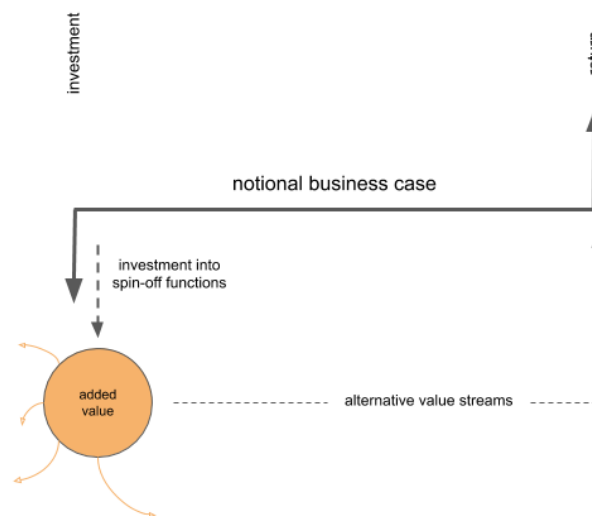 investment
notional business case
investment into
spin-off functions
added
value
alternative value streams